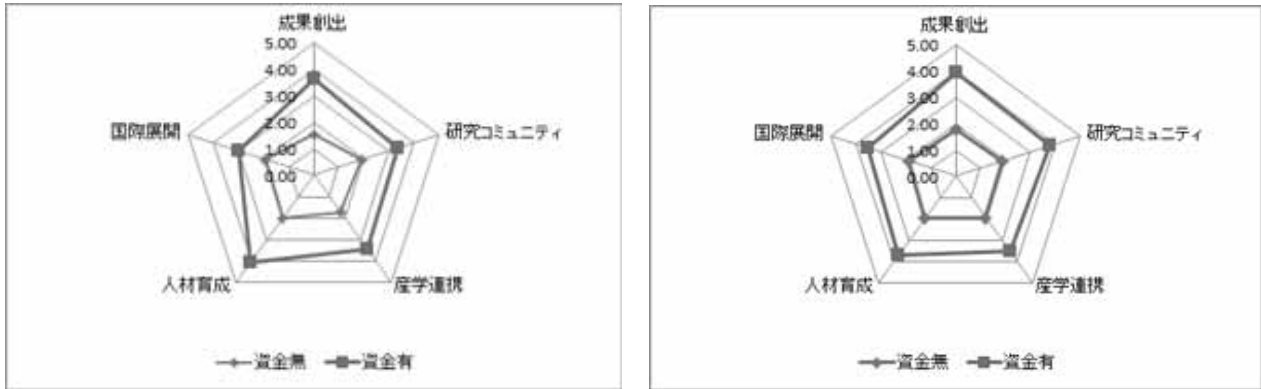 成果創出
5.00
4.00
3.00
2.00
1.00
0.00
国際展開
研究コミュニティ
人材育成
産学連携
資金無
資金有
成果創出
5.00
4.00
3.00
2.00
1.00
0.00
国際展開
研究コミュニティ
人材育成
産学連携
資金無
資金有